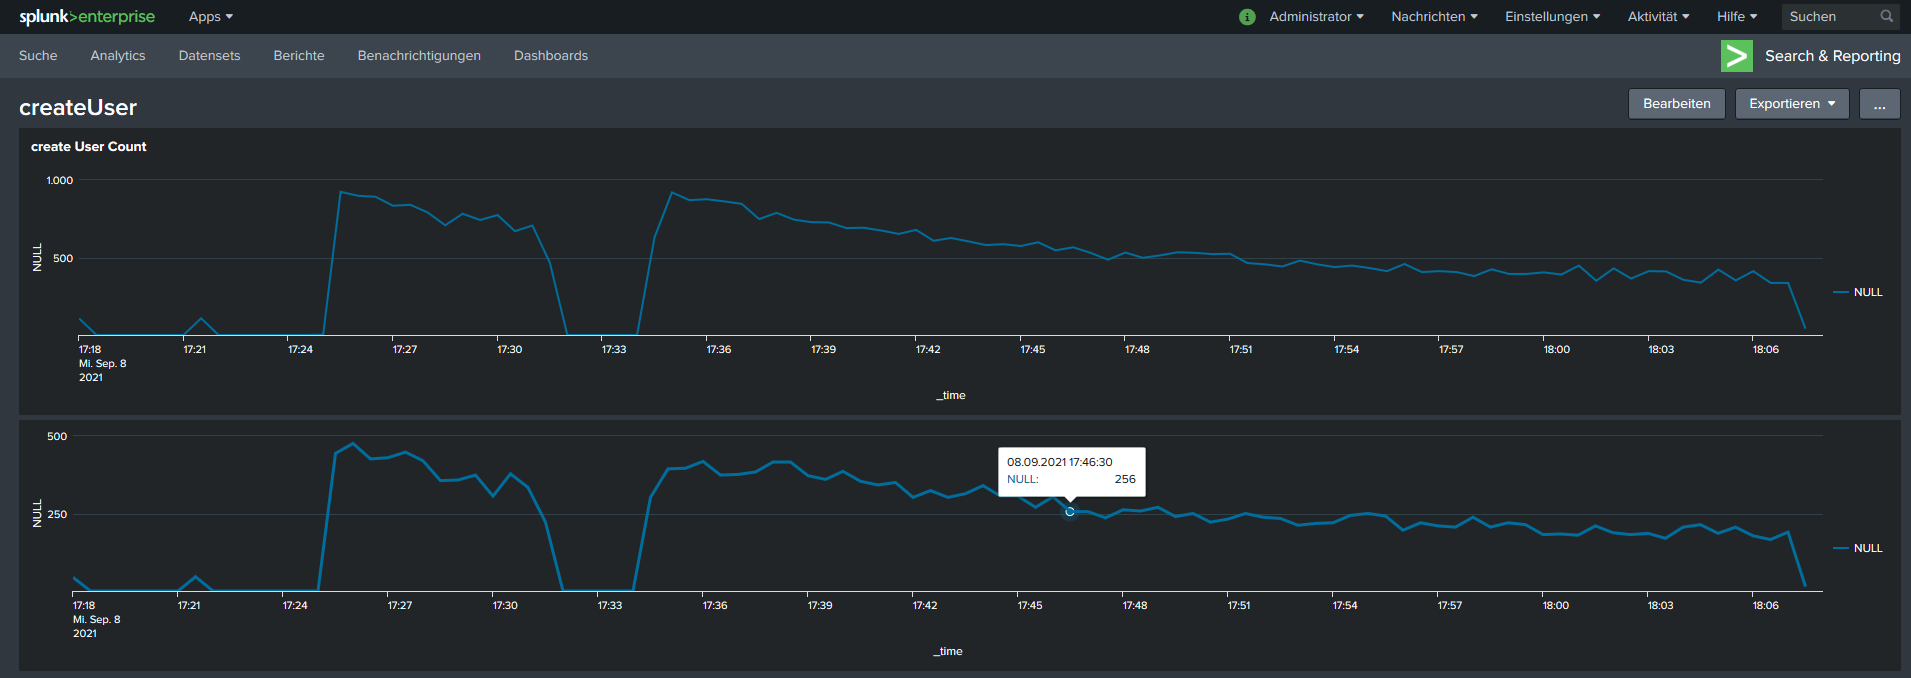 splunk>enterprise Apps Administrator Nachrichten Einstellungen Aktivität Hilfe Suchen
Suche Analytics Datensets Berichte Benachrichtigungen Dashboards Search & Reporting
createUser Bearbeiten Exportieren ...
create User Count
1.000
500
NULL
NULL
17:18 17:21 17:24 17:27 17:30 17:33 17:36 17:39 17:42 17:45 17:48 17:51 17:54 17:57 18:00 18:03 18:06
Mi. Sep. 8
2021
_time
500
250
NULL
08.09.2021 17:46:30
NULL: 256
NULL
17:18 17:21 17:24 17:27 17:30 17:33 17:36 17:39 17:42 17:45 17:48 17:51 17:54 17:57 18:00 18:03 18:06
Mi. Sep. 8
2021
_time